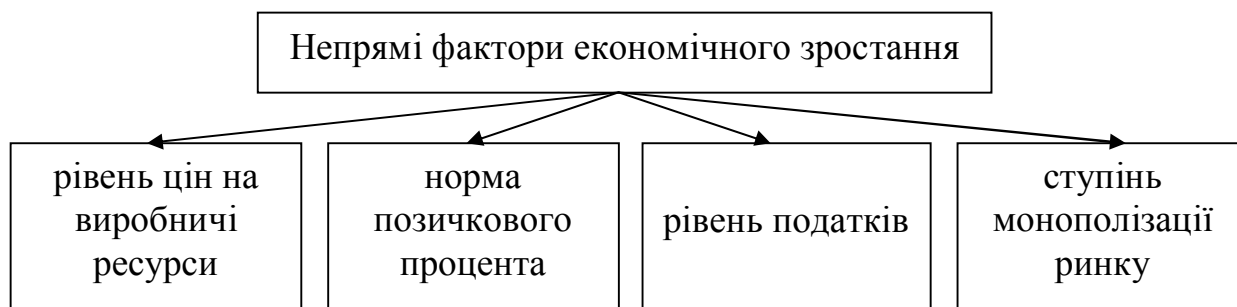 Непрямі фактори економічного зростання
рівень цін на
виробничі
ресурси
норма
позичкового
процента
рівень податків
ступінь
монополізації
ринку